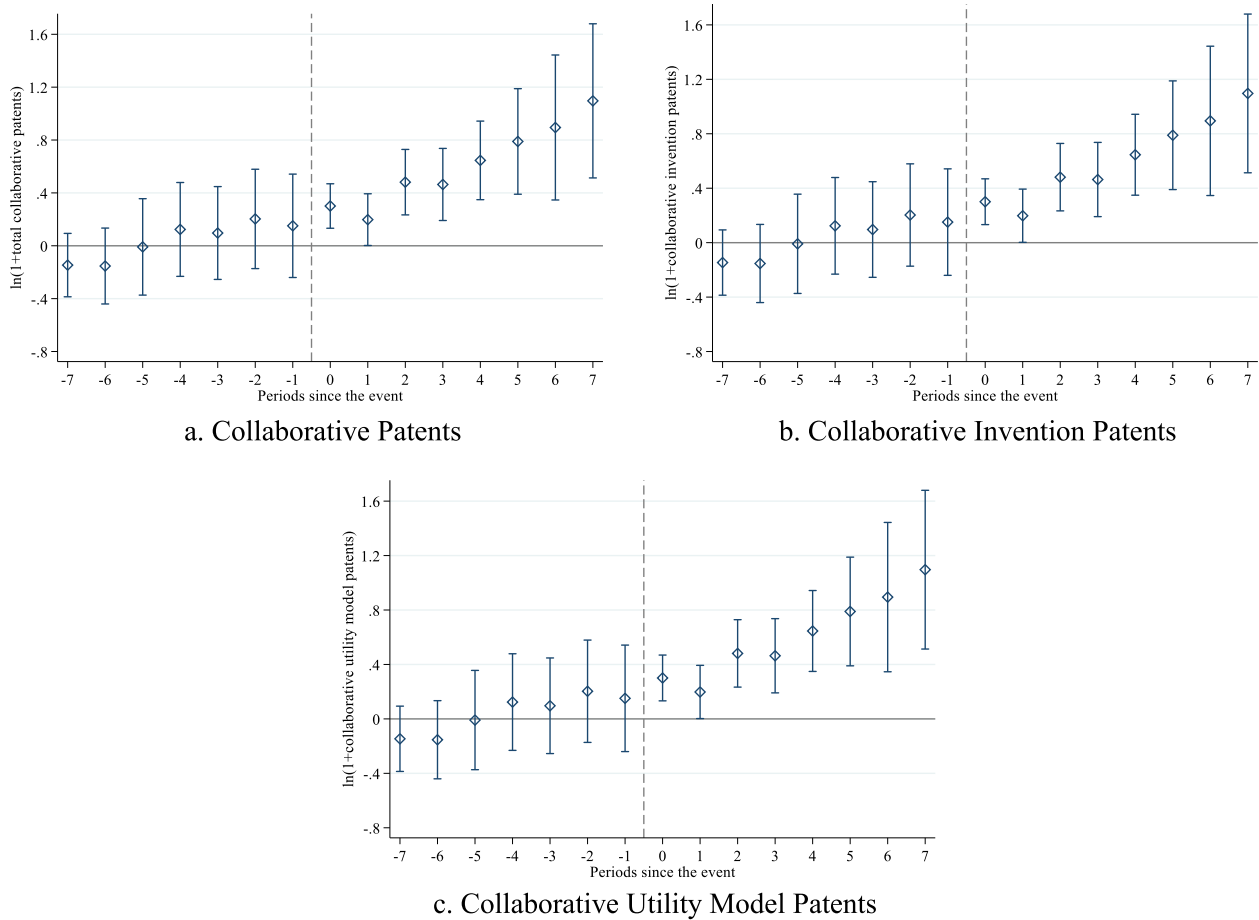 ln(1+total collaborative patents)
1.6
1.2
.8
.4
0
-.4
-.8
-7 -6 -5 -4 -3 -2 -1 0 1 2 3 4 5 6 7
Periods since the event
a. Collaborative Patents
ln(1+collaborative invention patents)
1.6
1.2
.8
.4
0
-.4
-.8
-7 -6 -5 -4 -3 -2 -1 0 1 2 3 4 5 6 7
Periods since the event
b. Collaborative Invention Patents
ln(1+collaborative utility model patents)
1.6
1.2
.8
.4
0
-.4
-.8
-7 -6 -5 -4 -3 -2 -1 0 1 2 3 4 5 6 7
Periods since the event
c. Collaborative Utility Model Patents